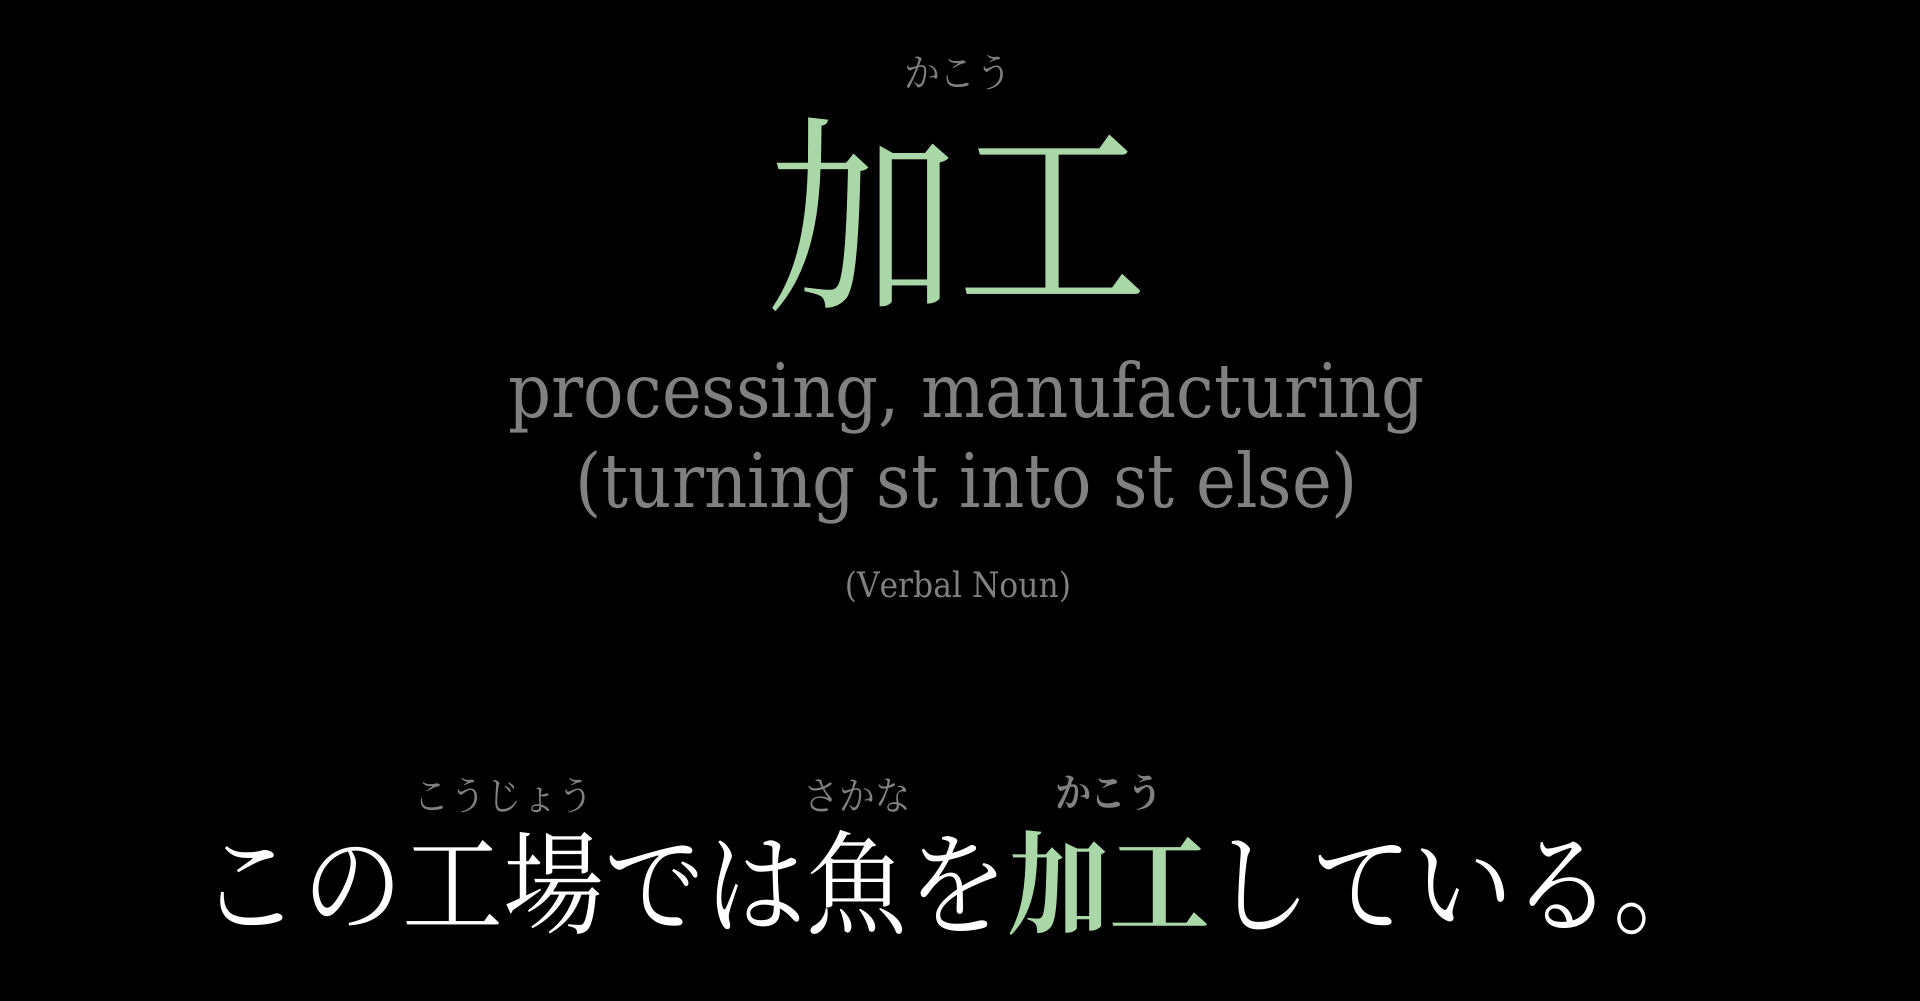 かこう
加工
processing, manufacturing
(turning st into st else)
(Verbal Noun)
こうじょう さかな かこう
この工場では魚を加工している。